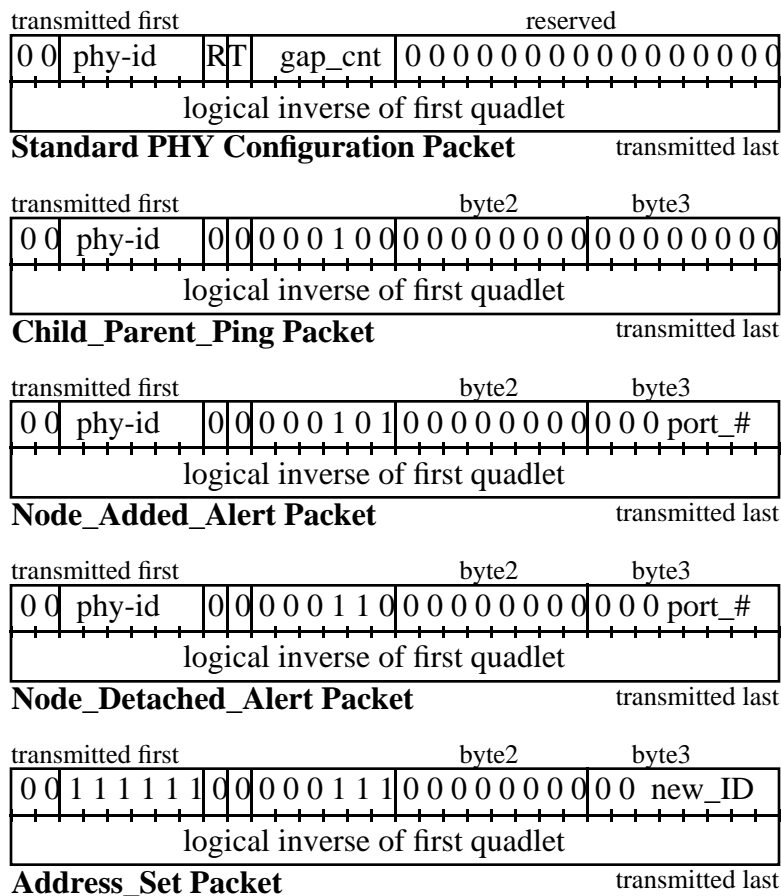 transmitted first reserved
0 0 phy-id R T gap_cnt 0 0 0 0 0 0 0 0 0 0 0 0 0 0 0 0
logical inverse of first quadlet
Standard PHY Configuration Packet transmitted last
transmitted first byte2 byte3
0 0 phy-id 0 0 0 0 0 1 0 0 0 0 0 0 0 0 0 0 0 0 0 0 0 0 0 0
logical inverse of first quadlet
Child_Parent_Ping Packet transmitted last
transmitted first byte2 byte3
0 0 phy-id 0 0 0 0 0 1 0 1 0 0 0 0 0 0 0 0 0 0 0 port_#
logical inverse of first quadlet
Node_Added_Alert Packet transmitted last
transmitted first byte2 byte3
0 0 phy-id 0 0 0 0 0 1 1 0 0 0 0 0 0 0 0 0 0 0 0 port_#
logical inverse of first quadlet
Node_Detached_Alert Packet transmitted last
transmitted first byte2 byte3
0 0 1 1 1 1 1 1 0 0 0 0 0 1 1 1 0 0 0 0 0 0 0 0 0 0 new_ID
logical inverse of first quadlet
Address_Set Packet transmitted last